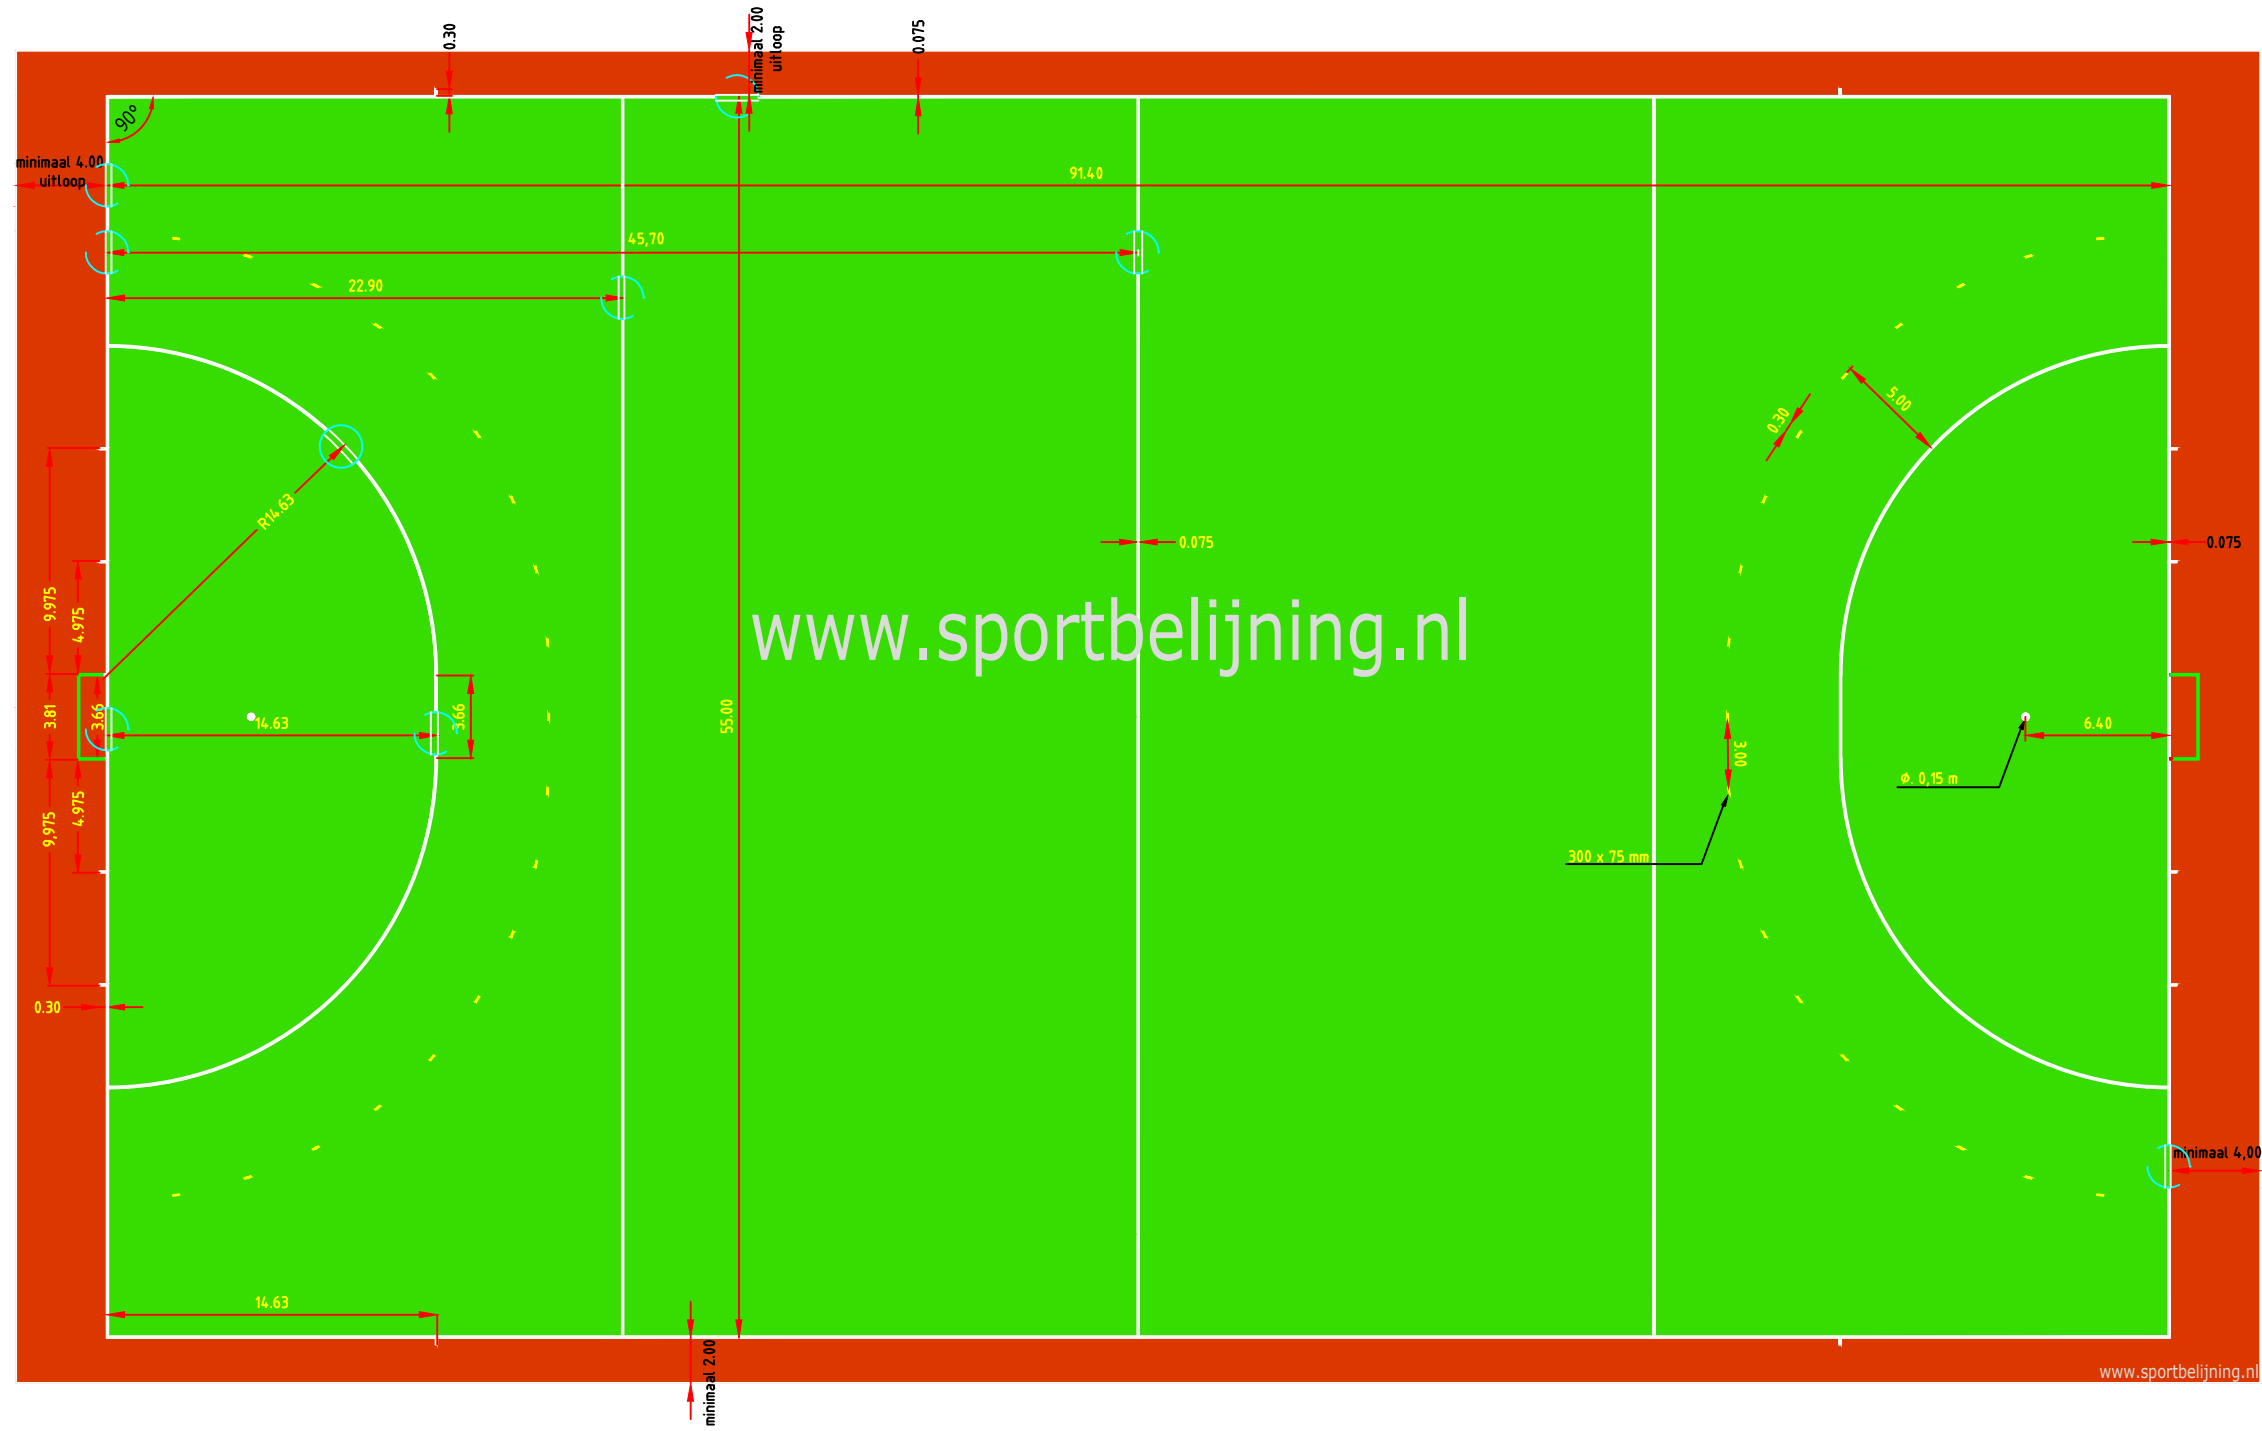 0.30
minimaal 2.00
uitloop
0.075
90°
minimaal 4.00
uitloop
91.40
45,70
22.90
5.00
0.30
R14.63
0.075
0.075
9.975
4.975
www.sportbelijning.nl
3.81
3.66
14.63
3.66
55.00
3.00
6.40
ø. 0,15 m
9,975
4.975
300 x 75 mm
0.30
minimaal 4,00
14.63
minimaal 2.00
www.sportbelijning.nl